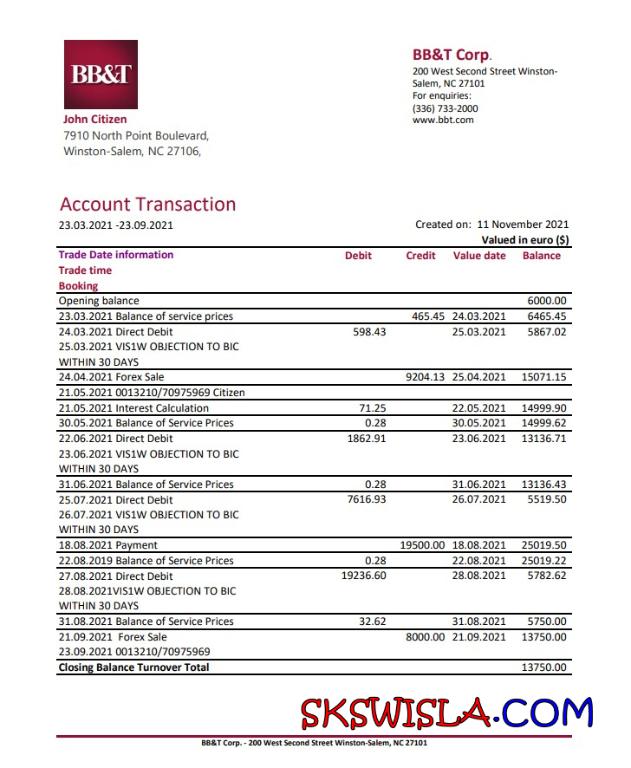 BB&T
BB&T Corp.
200 West Second Street Winston-
Salem, NC 27101
For enquiries:
(336) 733-2000
www.bbt.com
John Citizen
7910 North Point Boulevard,
Winston-Salem, NC 27106,
Account Transaction
23.03.2021 -23.09.2021 Created on: 11 November 2021
Valued in euro ($)
Trade Date information Debit Credit Value date Balance
Trade time
Booking
Opening balance 6000.00
23.03.2021 Balance of service prices 465.45 24.03.2021 6465.45
24.03.2021 Direct Debit 598.43 25.03.2021 5867.02
25.03.2021 VIS1W OBJECTION TO BIC
WITHIN 30 DAYS
24.04.2021 Forex Sale 9204.13 25.04.2021 15071.15
21.05.2021 0013210/70975969 Citizen
21.05.2021 Interest Calculation 71.25 22.05.2021 14999.90
30.05.2021 Balance of Service Prices 0.28 30.05.2021 14999.62
22.06.2021 Direct Debit 1862.91 23.06.2021 13136.71
23.06.2021 VIS1W OBJECTION TO BIC
WITHIN 30 DAYS
31.06.2021 Balance of Service Prices 0.28 31.06.2021 13136.43
25.07.2021 Direct Debit 7616.93 26.07.2021 5519.50
26.07.2021 VIS1W OBJECTION TO BIC
WITHIN 30 DAYS
18.08.2021 Payment 19500.00 18.08.2021 25019.50
22.08.2019 Balance of Service Prices 0.28 22.08.2021 25019.22
27.08.2021 Direct Debit 19236.60 28.08.2021 5782.62
28.08.2021VIS1W OBJECTION TO BIC
WITHIN 30 DAYS
31.08.2021 Balance of Service Prices 32.62 31.08.2021 5750.00
21.09.2021 Forex Sale 8000.00 21.09.2021 13750.00
23.09.2021 0013210/70975969
Closing Balance Turnover Total 13750.00
SKSWISLA.COM
BB&T Corp. - 200 West Second Street Winston-Salem, NC 27101